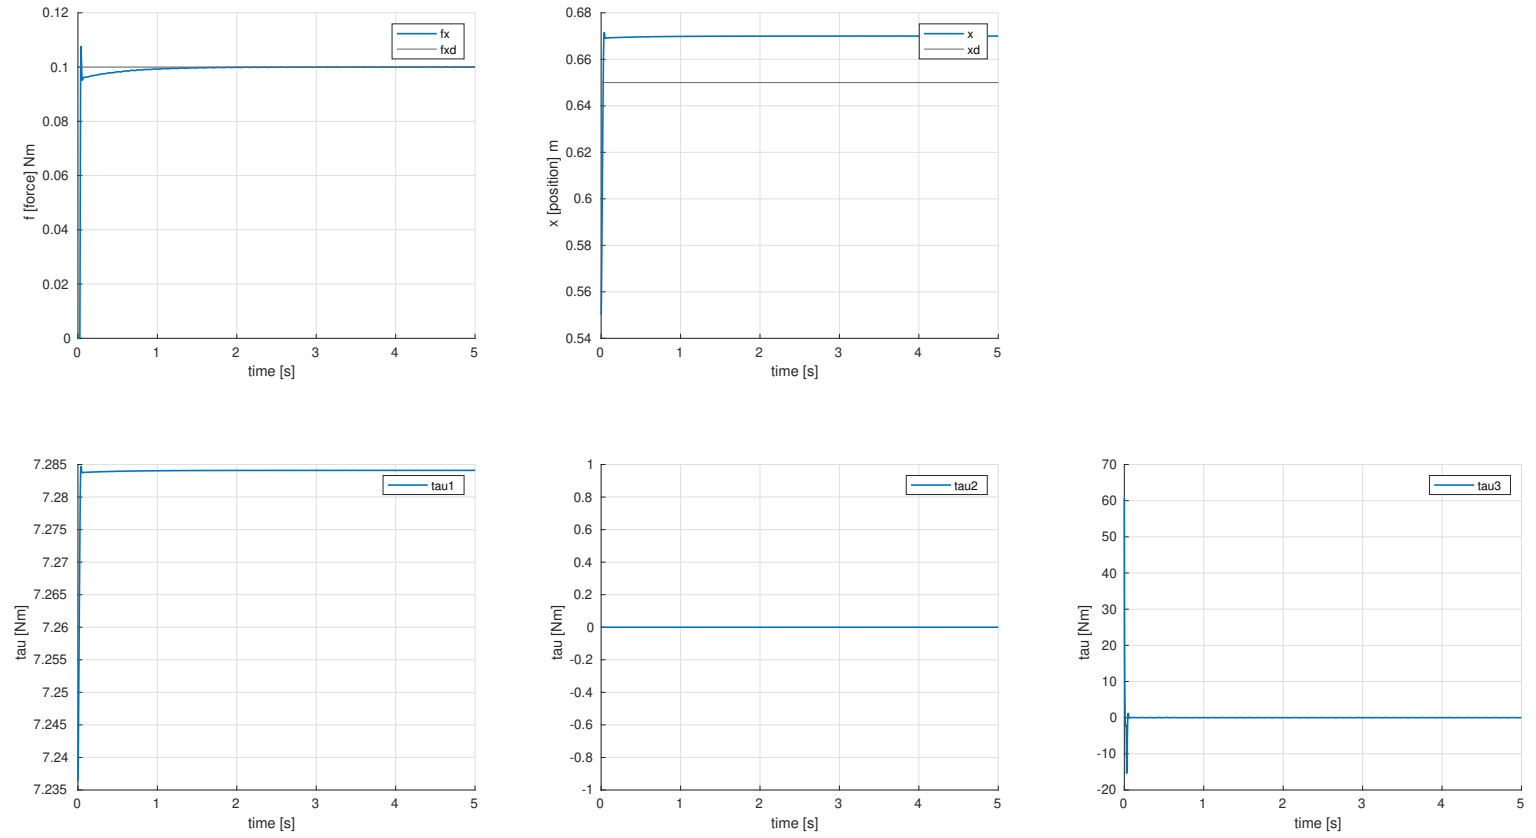 0.12
0.1
0.08
0.06
0.04
0.02
0
f [force] Nm
fx
fxd
0 1 2 3 4 5
time [s]
0.68
0.66
0.64
0.62
0.6
0.58
0.56
0.54
x [position] m
x
xd
0 1 2 3 4 5
time [s]
7.285
7.28
7.275
7.27
7.265
7.26
7.255
7.25
7.245
7.24
7.235
tau [Nm]
tau1
0 1 2 3 4 5
time [s]
1
0.8
0.6
0.4
0.2
0
-0.2
-0.4
-0.6
-0.8
-1
tau [Nm]
tau2
0 1 2 3 4 5
time [s]
70
60
50
40
30
20
10
0
-10
-20
tau [Nm]
tau3
0 1 2 3 4 5
time [s]